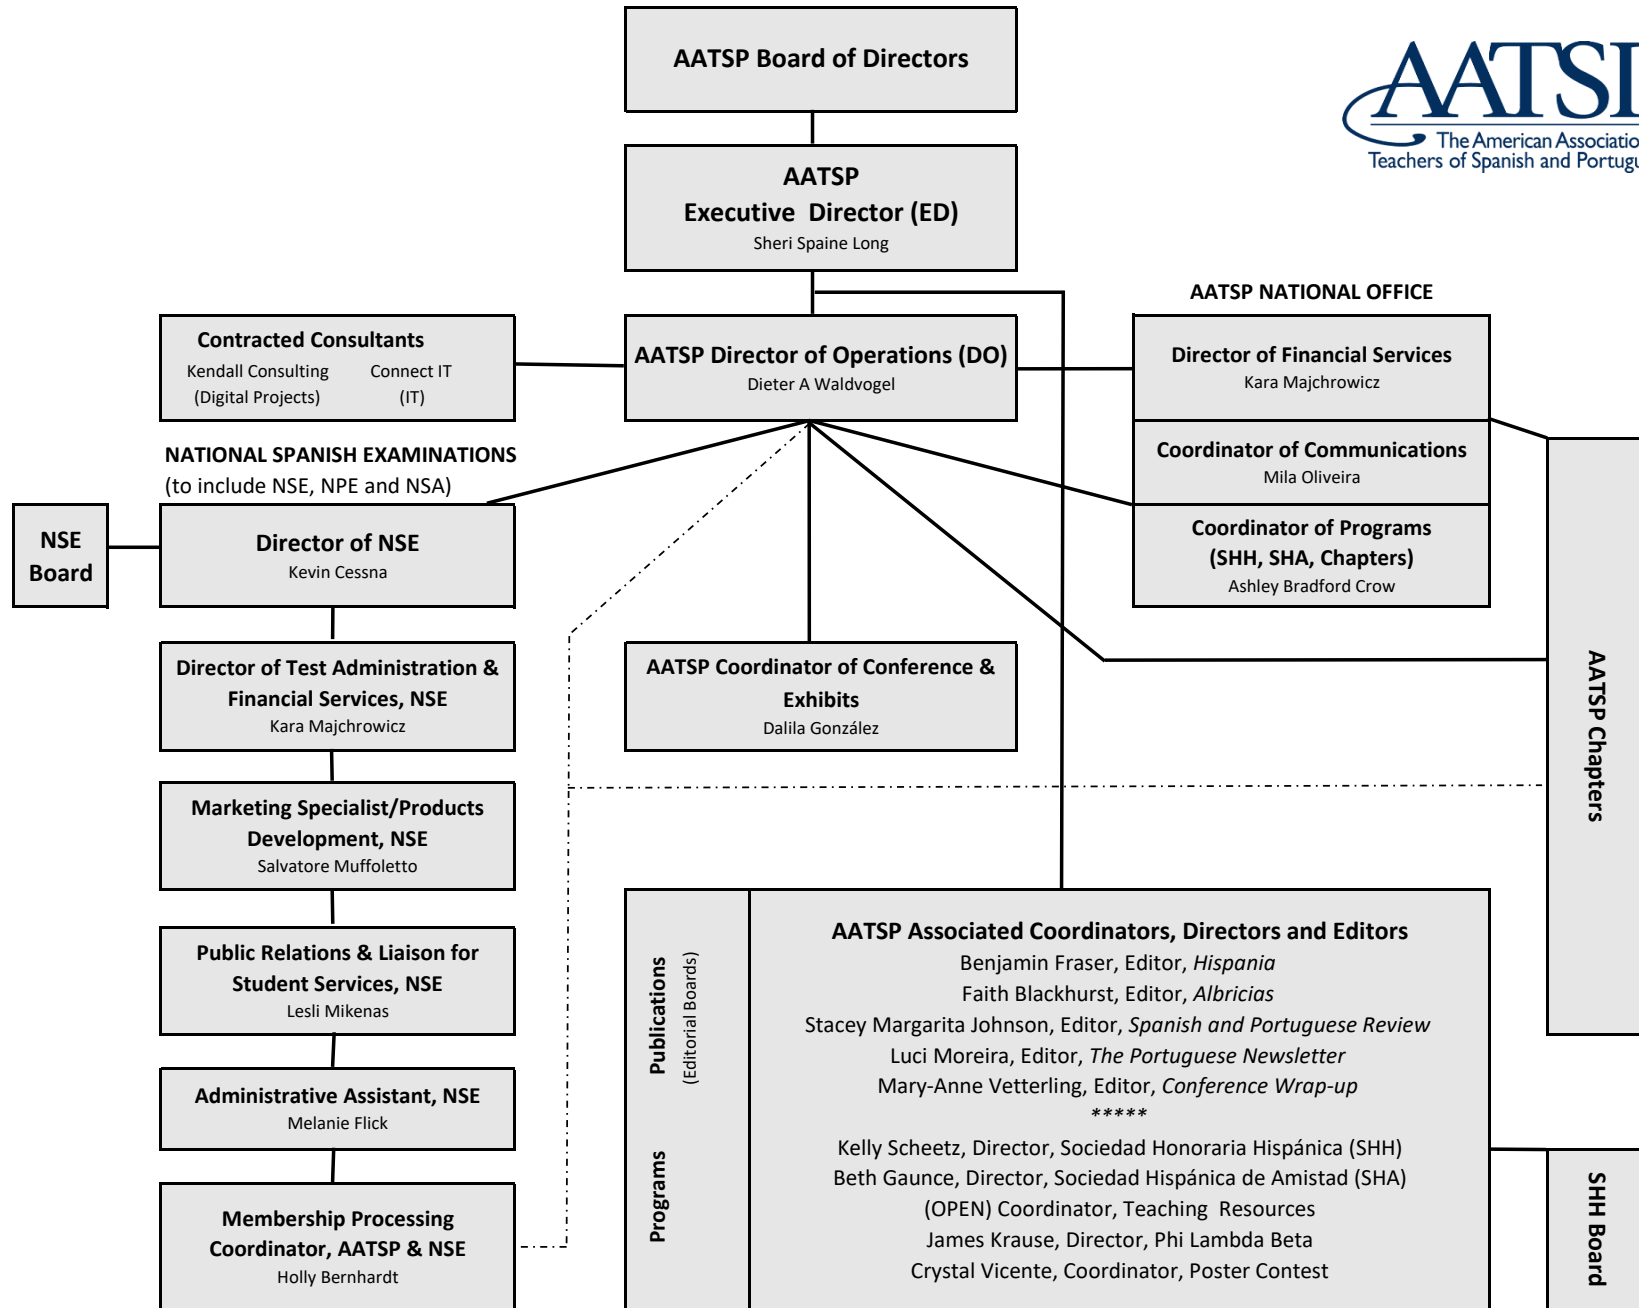 AATSP Board of Directors
AATSP
The American Associatio
Teachers of Spanish and Portugu
AATSP
Executive Director (ED)
Sheri Spaine Long
AATSP NATIONAL OFFICE
Contracted Consultants
Kendall Consulting Connect IT
(Digital Projects) (IT)
AATSP Director of Operations (DO)
Dieter A Waldvogel
Director of Financial Services
Kara Majchrowicz
Coordinator of Communications
Mila Oliveira
Coordinator of Programs
(SHH, SHA, Chapters)
Ashley Bradford Crow
NATIONAL SPANISH EXAMINATIONS
(to include NSE, NPE and NSA)
NSE
Board
Director of NSE
Kevin Cessna
Director of Test Administration &
Financial Services, NSE
Kara Majchrowicz
AATSP Coordinator of Conference &
Exhibits
Dalila González
AATSP Chapters
Marketing Specialist/Products
Development, NSE
Salvatore Muffoletto
Public Relations & Liaison for
Student Services, NSE
Lesli Mikenas
Administrative Assistant, NSE
Melanie Flick
Membership Processing
Coordinator, AATSP & NSE
Holly Bernhardt
Publications
(Editorial Boards)
Programs
AATSP Associated Coordinators, Directors and Editors
Benjamin Fraser, Editor, Hispania
Faith Blackhurst, Editor, Albricias
Stacey Margarita Johnson, Editor, Spanish and Portuguese Review
Luci Moreira, Editor, The Portuguese Newsletter
Mary-Anne Vetterling, Editor, Conference Wrap-up
*****
Kelly Scheetz, Director, Sociedad Honoraria Hispánica (SHH)
Beth Gaunce, Director, Sociedad Hispánica de Amistad (SHA)
(OPEN) Coordinator, Teaching Resources
James Krause, Director, Phi Lambda Beta
Crystal Vicente, Coordinator, Poster Contest
SHH Board